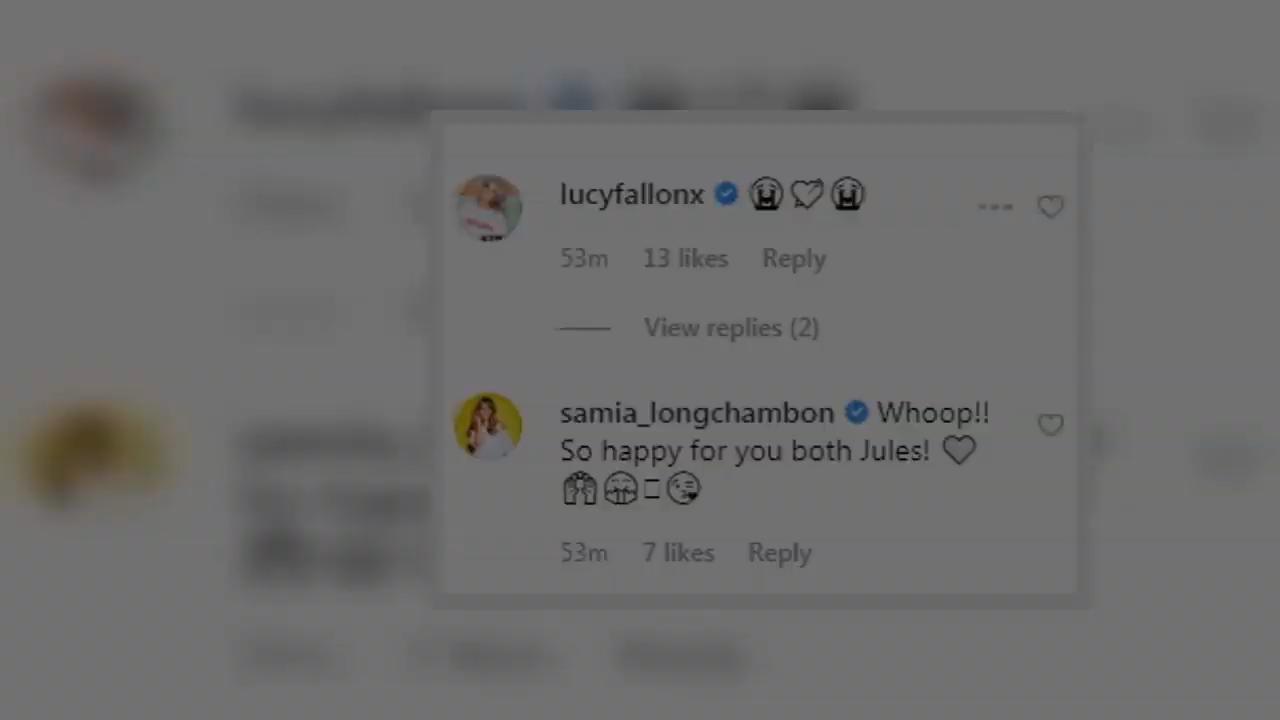 lucyfallonx 😭💘😭
53m 13 likes Reply
View replies (2)
samia_longchambon Whoop!!
So happy for you both Jules! ♡
🙌🤗▯😘
53m 7 likes Reply